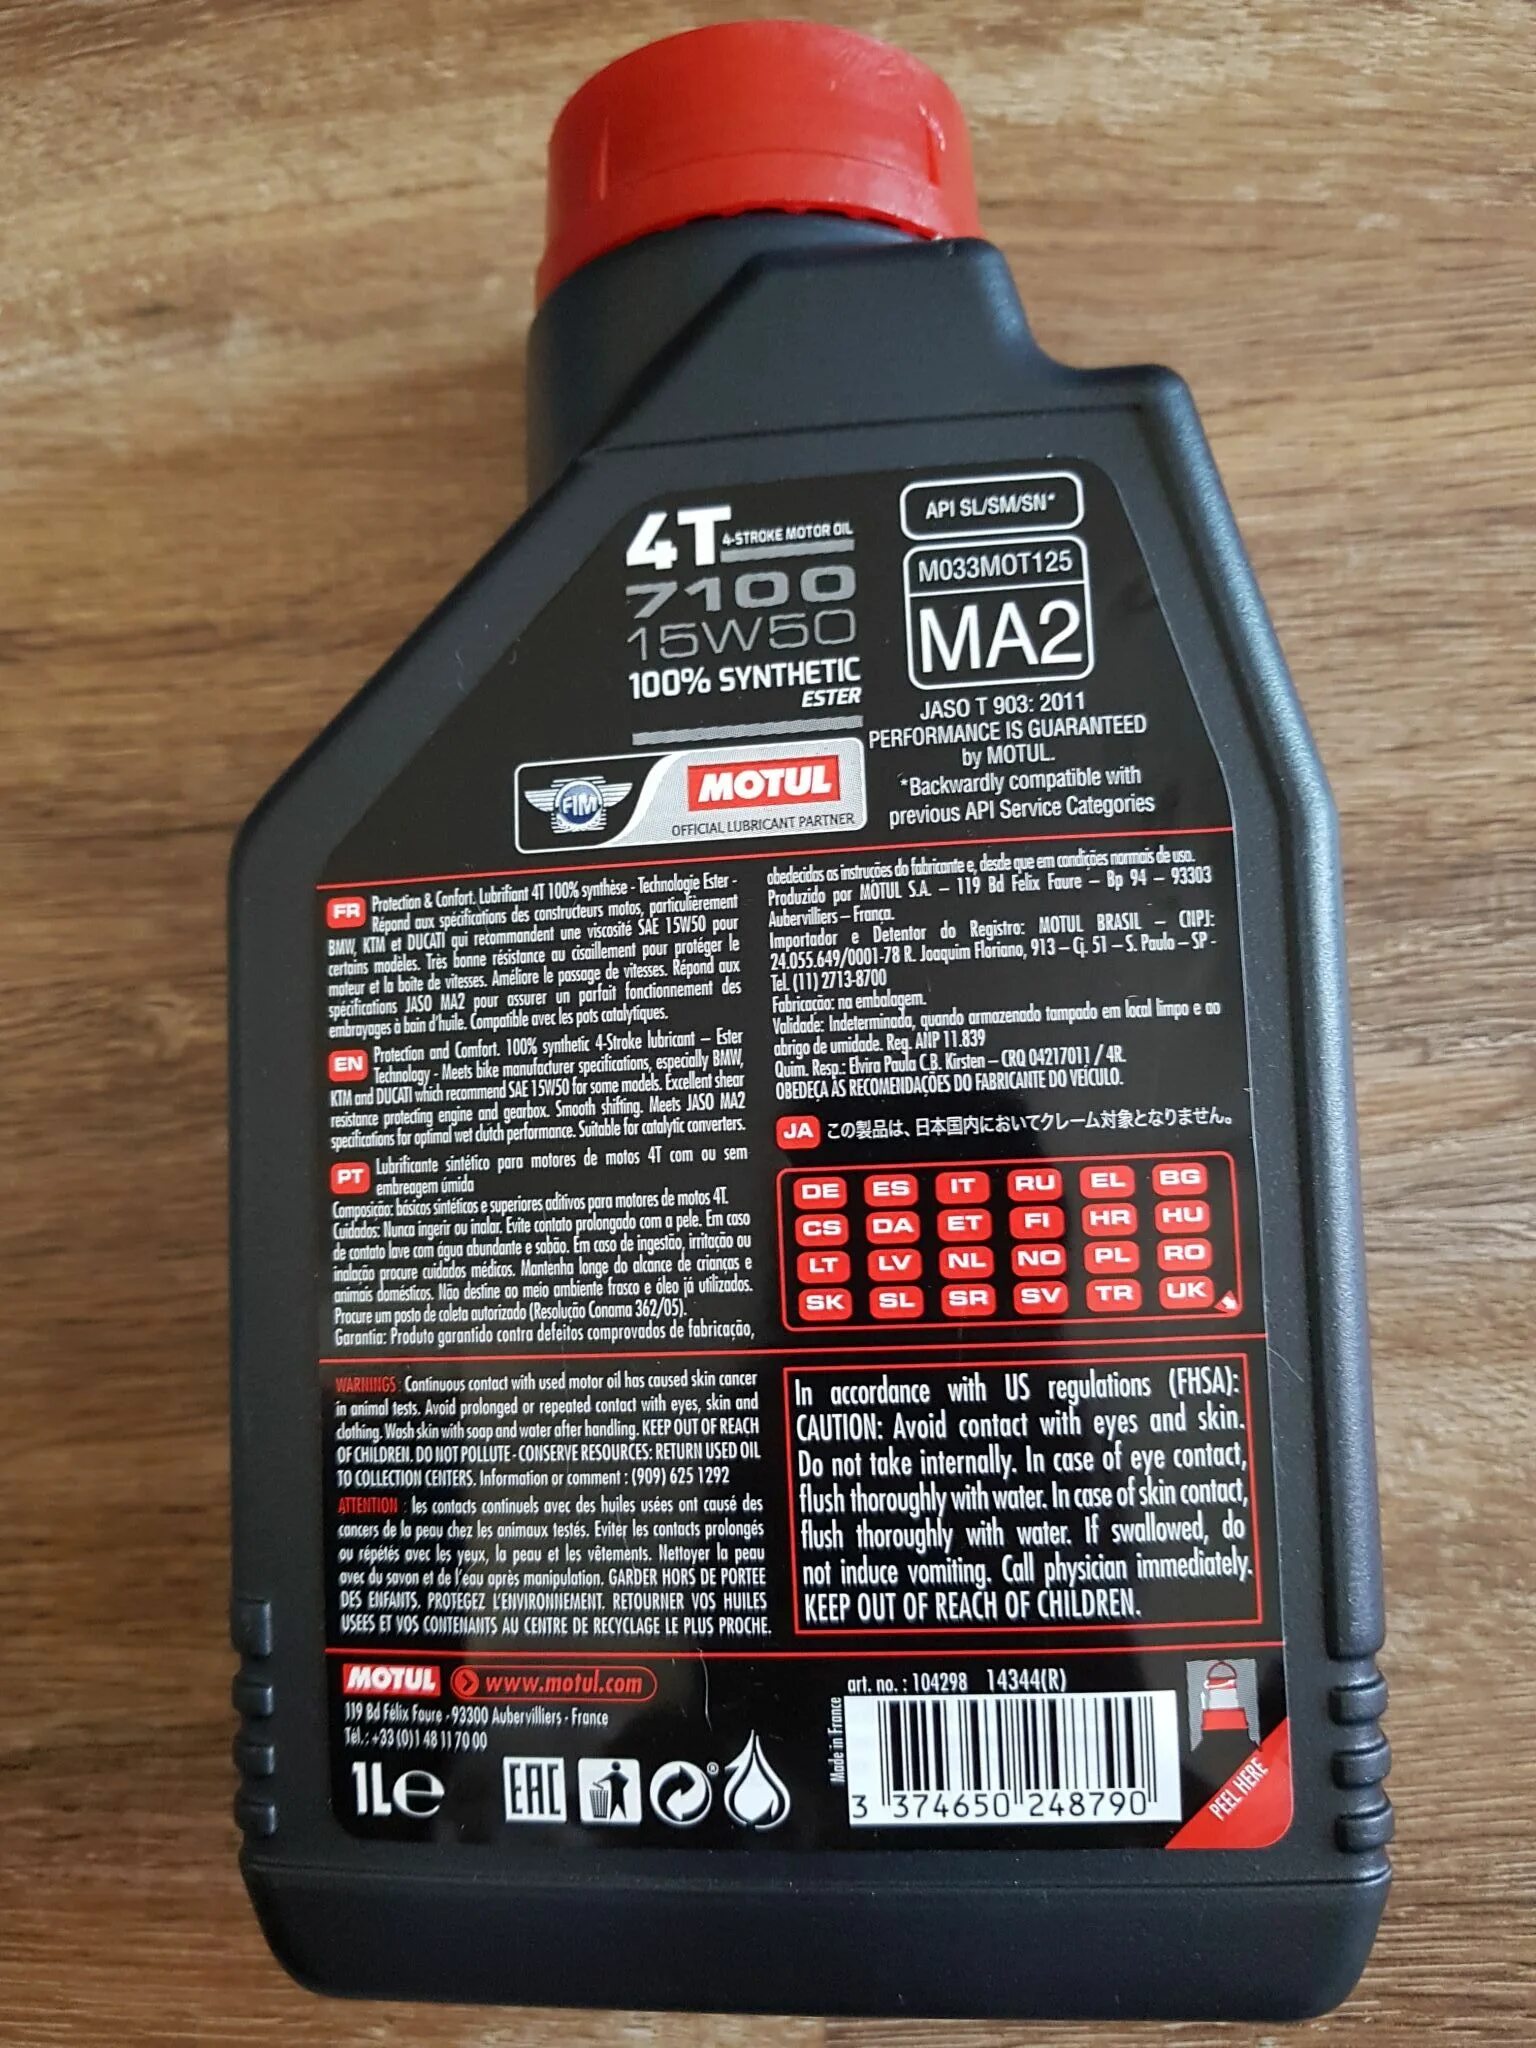 4T 4-STROKE MOTOR OIL
7100
15W50
100% SYNTHETIC
ESTER
API SL/SM/SN*
M033MOT125
MA2
JASO T 903: 2011
PERFORMANCE IS GUARANTEED
by MOTUL.
*Backwardly compatible with
previous API Service Categories
FIM
MOTUL
OFFICIAL LUBRICANT PARTNER
FR Protection & Confort. Lubrifiant 4T 100% synthèse - Technologie Ester -
Répond aux spécifications des constructeurs motos, particulièrement
BMW, KTM et DUCATI qui recommandent une viscosité SAE 15W50 pour
certains modèles. Très bonne résistance au cisaillement pour protéger le
moteur et la boite de vitesses. Améliore le passage de vitesses. Répond aux
spécifications JASO MA2 pour assurer un parfait fonctionnement des
embrayages à bain d'huile. Compatible avec les pots catalytiques.
EN Protection and Comfort. 100% synthetic 4-Stroke lubricant – Ester
Technology - Meets bike manufacturer specifications, especially BMW,
KTM and DUCATI which recommend SAE 15W50 for some models. Excellent shear
resistance protecting engine and gearbox. Smooth shifting. Meets JASO MA2
specifications for optimal wet clutch performance. Suitable for catalytic converters.
PT Lubrificante sintético para motores de motos 4T com ou sem
embreagem úmida
Composição: básicos sintéticos e superiores aditivos para motores de motos 4T.
Cuidados: Nunca ingerir ou inalar. Evite contato prolongado com a pele. Em caso
de contato lave com água abundante e sabão. Em caso de ingestão, irritação ou
inalação procure cuidados médicos. Mantenha longe do alcance de crianças e
animais domésticos. Não destine ao meio ambiente frasco e óleo já utilizados.
Procure um posto de coleta autorizado (Resolução Conama 362/05).
Garantia: Produto garantido contra defeitos comprovados de fabricação,
obedecidas as instruções do fabricante e, desde que em condições normais de uso.
Produzido por MOTUL S.A. – 119 Bd Felix Faure – Bp 94 – 93303
Aubervilliers – França.
Importador e Detentor do Registro: MOTUL BRASIL – CNPJ:
24.055.649/0001-78 R. Joaquim Floriano, 913 – Cj. 51 – S. Paulo – SP -
Tel. (11) 2713-8700
Fabricação: na embalagem.
Validade: Indeterminada, quando armazenado tampado em local limpo e ao
abrigo de umidade. Reg. ANP 11.839
Quim. Resp.: Elvira Paula C.B. Kirsten – CRQ 04217011 / 4R.
OBEDEÇA ÀS RECOMENDAÇÕES DO FABRICANTE DO VEÍCULO.
JA この製品は、日本国内においてクレーム対象となりません。
DE ES IT RU EL BG
CS DA ET FI HR HU
LT LV NL NO PL RO
SK SL SR SV TR UK
WARNINGS: Continuous contact with used motor oil has caused skin cancer
in animal tests. Avoid prolonged or repeated contact with eyes, skin and
clothing. Wash skin with soap and water after handling. KEEP OUT OF REACH
OF CHILDREN. DO NOT POLLUTE - CONSERVE RESOURCES: RETURN USED OIL
TO COLLECTION CENTERS. Information or comment : (909) 625 1292
ATTENTION : les contacts continuels avec des huiles usées ont causé des
cancers de la peau chez les animaux testés. Eviter les contacts prolongés
ou répétés avec les yeux, la peau et les vêtements. Nettoyer la peau
avec du savon et de l'eau après manipulation. GARDER HORS DE PORTEE
DES ENFANTS. PROTEGEZ L'ENVIRONNEMENT. RETOURNER VOS HUILES
USEES ET VOS CONTENANTS AU CENTRE DE RECYCLAGE LE PLUS PROCHE.
In accordance with US regulations (FHSA):
CAUTION: Avoid contact with eyes and skin.
Do not take internally. In case of eye contact,
flush thoroughly with water. In case of skin contact,
flush thoroughly with water. If swallowed, do
not induce vomiting. Call physician immediately.
KEEP OUT OF REACH OF CHILDREN.
MOTUL www.motul.com
119 Bd Félix Faure - 93300 Aubervilliers - France
Tél.: +33 (0)1 48 11 70 00
1L e
EAC
®
art. no. : 104298 14344(R)
Made in France
3 374650 248790
PEEL HERE